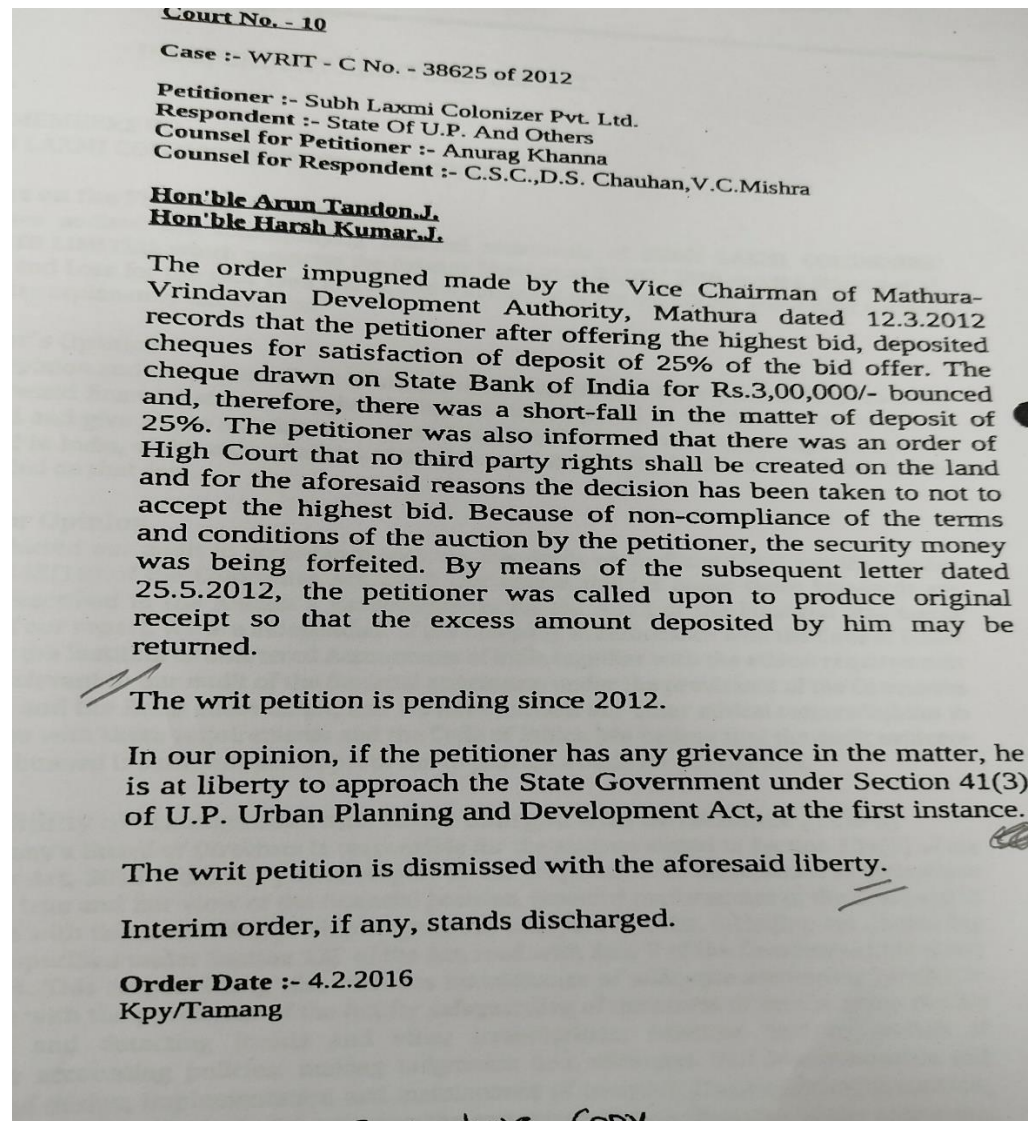 Court No. - 10
Case :- WRIT - C No. - 38625 of 2012
Petitioner :- Subh Laxmi Colonizer Pvt. Ltd.
Respondent :- State Of U.P. And Others
Counsel for Petitioner :- Anurag Khanna
Counsel for Respondent :- C.S.C.,D.S. Chauhan,V.C.Mishra
Hon'ble Arun Tandon,J.
Hon'ble Harsh Kumar,J.
The order impugned made by the Vice Chairman of Mathura-
Vrindavan Development Authority, Mathura dated 12.3.2012
records that the petitioner after offering the highest bid, deposited
cheques for satisfaction of deposit of 25% of the bid offer. The
cheque drawn on State Bank of India for Rs.3,00,000/- bounced
and, therefore, there was a short-fall in the matter of deposit of
25%. The petitioner was also informed that there was an order of
High Court that no third party rights shall be created on the land
and for the aforesaid reasons the decision has been taken to not to
accept the highest bid. Because of non-compliance of the terms
and conditions of the auction by the petitioner, the security money
was being forfeited. By means of the subsequent letter dated
25.5.2012, the petitioner was called upon to produce original
receipt so that the excess amount deposited by him may be
returned.
The writ petition is pending since 2012.
In our opinion, if the petitioner has any grievance in the matter, he
is at liberty to approach the State Government under Section 41(3)
of U.P. Urban Planning and Development Act, at the first instance.
The writ petition is dismissed with the aforesaid liberty.
Interim order, if any, stands discharged.
Order Date :- 4.2.2016
Kpy/Tamang
Copy